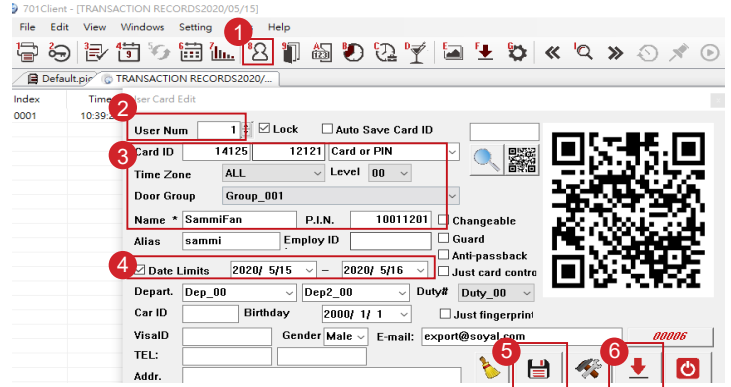 701Client - [TRANSACTION RECORDS2020/05/15]
File Edit View Windows Setting Help
1
Default.pic TRANSACTION RECORDS2020/...
Index Time User Card Edit
0001 10:39:2
2
User Num 1 Lock Auto Save Card ID
3
Card ID 14125 12121 Card or PIN
Time Zone ALL Level 00
Door Group Group_001
Name * SammiFan P.I.N. 10011201 Changeable
Alias sammi Employ ID Guard
Anti-passback
4
Date Limits 2020/ 5/15 – 2020/ 5/16 Just card contro
Depart. Dep_00 Dep2_00 Duty# Duty_00
Car ID Birthday 2000/ 1/ 1 Just fingerprint
VisaID Gender Male E-mail: export@soyal.com 00006
TEL:
5 6
Addr.